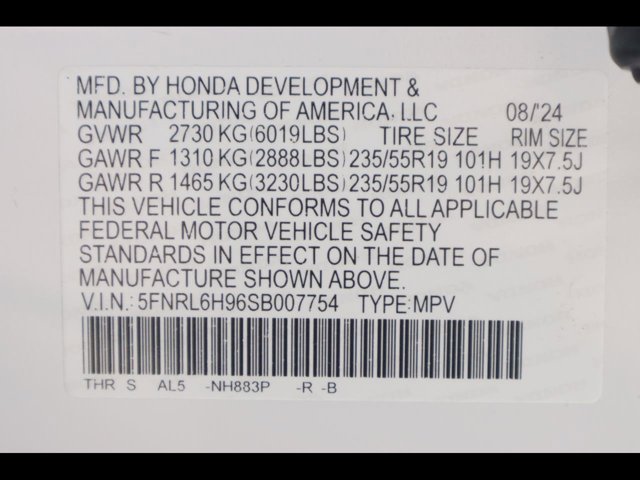 MFD. BY HONDA DEVELOPMENT &
MANUFACTURING OF AMERICA, LLC 08/'24
GVWR 2730 KG(6019LBS) TIRE SIZE RIM SIZE
GAWR F 1310 KG(2888LBS) 235/55R19 101H 19X7.5J
GAWR R 1465 KG(3230LBS) 235/55R19 101H 19X7.5J
THIS VEHICLE CONFORMS TO ALL APPLICABLE
FEDERAL MOTOR VEHICLE SAFETY
STANDARDS IN EFFECT ON THE DATE OF
MANUFACTURE SHOWN ABOVE.
V.I.N.: 5FNRL6H96SB007754 TYPE:MPV
THR S AL5 -NH883P -R -B